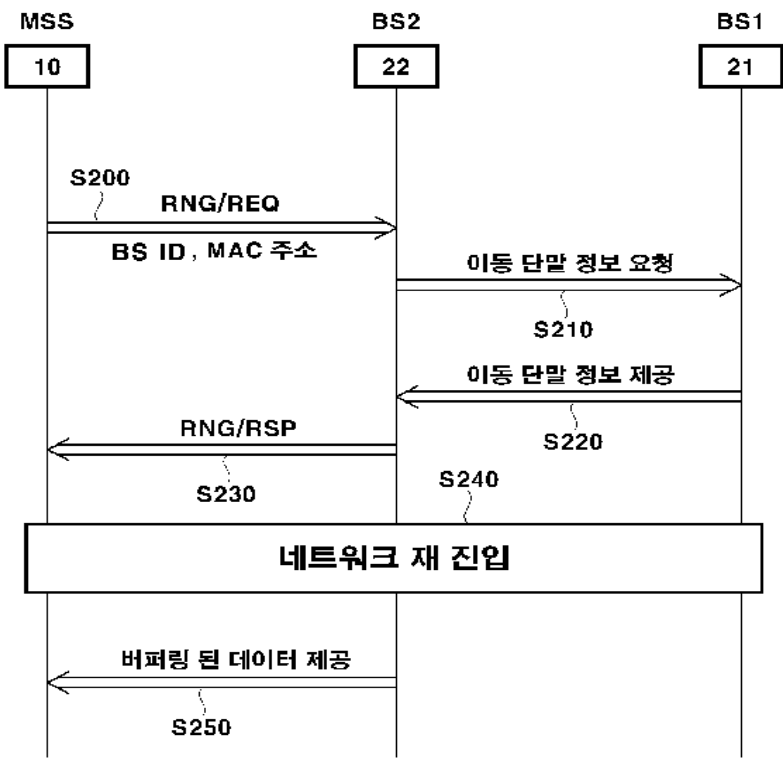 MSS BS2 BS1
10 22 21
S200
RNG/REQ
BS ID, MAC 주소
이동 단말 정보 요청
S210
이동 단말 정보 제공
S220
RNG/RSP
S230
S240
네트워크 재 진입
버퍼링 된 데이터 제공
S250